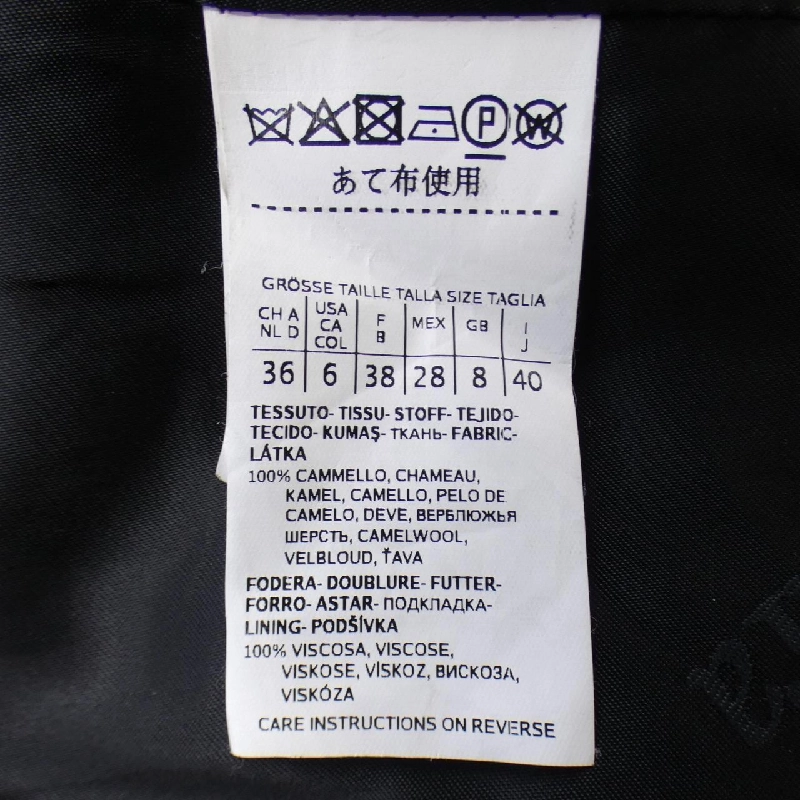 P W
あて布使用
GRÖSSE TAILLE TALLA SIZE TAGLIA
CH A NL D USA CA COL F B MEX GB I J
36 6 38 28 8 40
TESSUTO- TISSU- STOFF- TEJIDO-
TECIDO- KUMAŞ- ТКАНЬ- FABRIC-
LÁTKA
100% CAMMELLO, CHAMEAU,
KAMEL, CAMELLO, PELO DE
CAMELO, DEVE, ВЕРБЛЮЖЬЯ
ШЕРСТЬ, CAMELWOOL,
VELBLOUD, ŤAVA
FODERA- DOUBLURE- FUTTER-
FORRO- ASTAR- ПОДКЛАДКА-
LINING- PODŠÍVKA
100% VISCOSA, VISCOSE,
VISKOSE, VİSKOZ, ВИСКОЗА,
VISKÓZA
CARE INSTRUCTIONS ON REVERSE